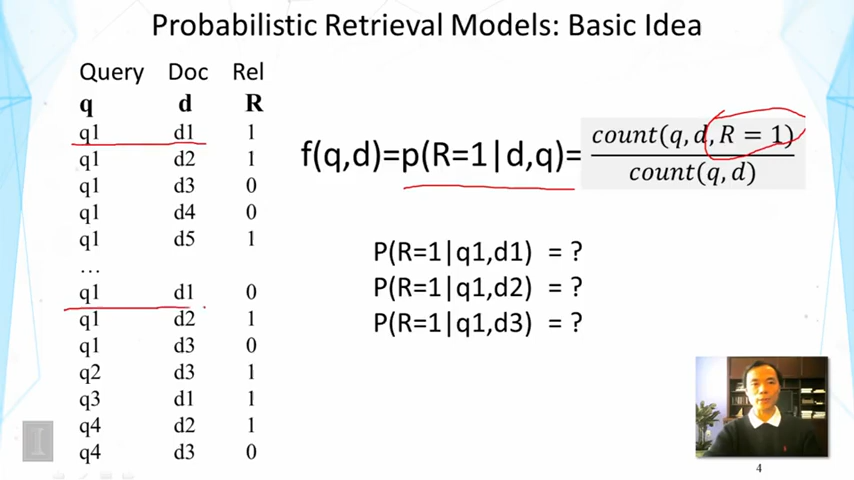 Probabilistic Retrieval Models: Basic Idea
Query Doc Rel
q d R
q1 d1 1
q1 d2 1
q1 d3 0
q1 d4 0
q1 d5 1
...
q1 d1 0
q1 d2 1
q1 d3 0
q2 d3 1
q3 d1 1
q4 d2 1
q4 d3 0
f(q,d)=p(R=1|d,q)=
count(q, d, R = 1)
count(q, d)
P(R=1|q1,d1) = ?
P(R=1|q1,d2) = ?
P(R=1|q1,d3) = ?
I
4